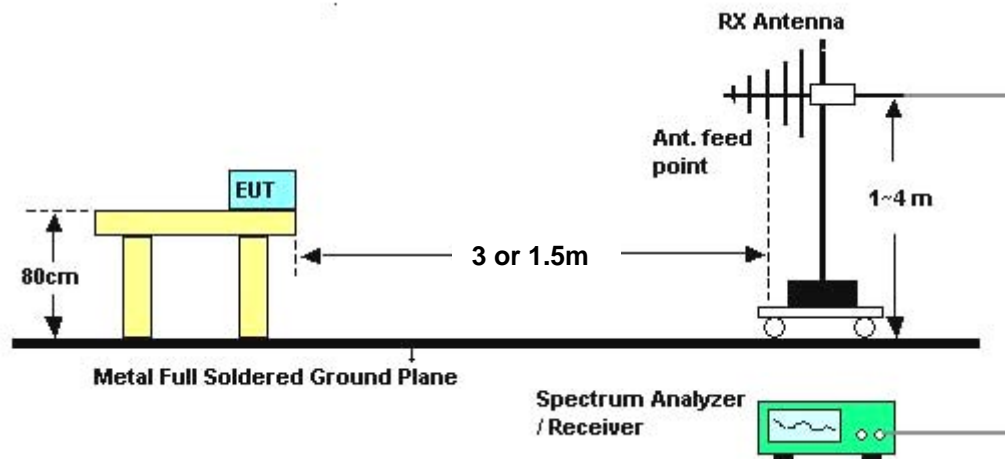 RX Antenna
Ant. feed
point
EUT
1~4 m
3 or 1.5m
80cm
Metal Full Soldered Ground Plane
Spectrum Analyzer
/ Receiver